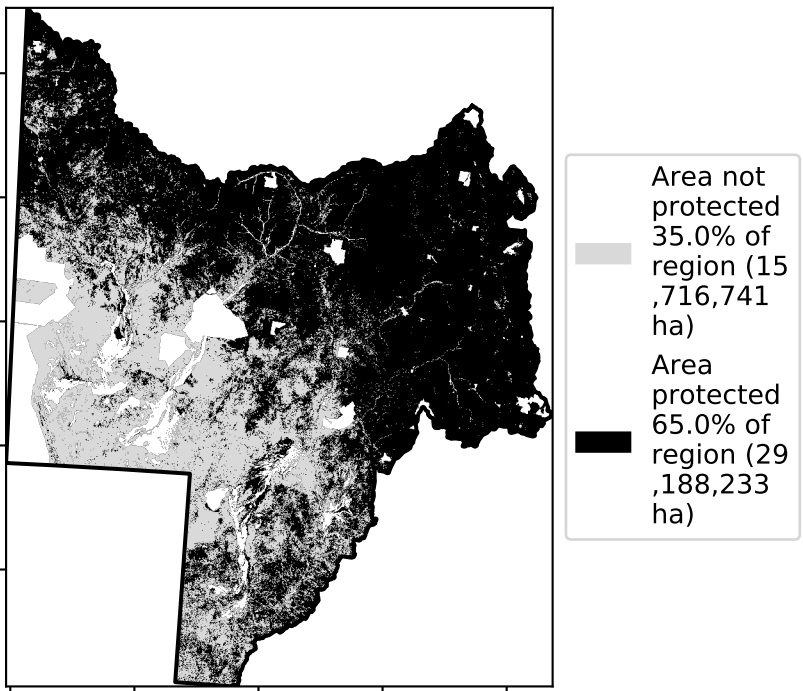 Area not
protected
35.0% of
region (15
,716,741
ha)
Area
protected
65.0% of
region (29
,188,233
ha)